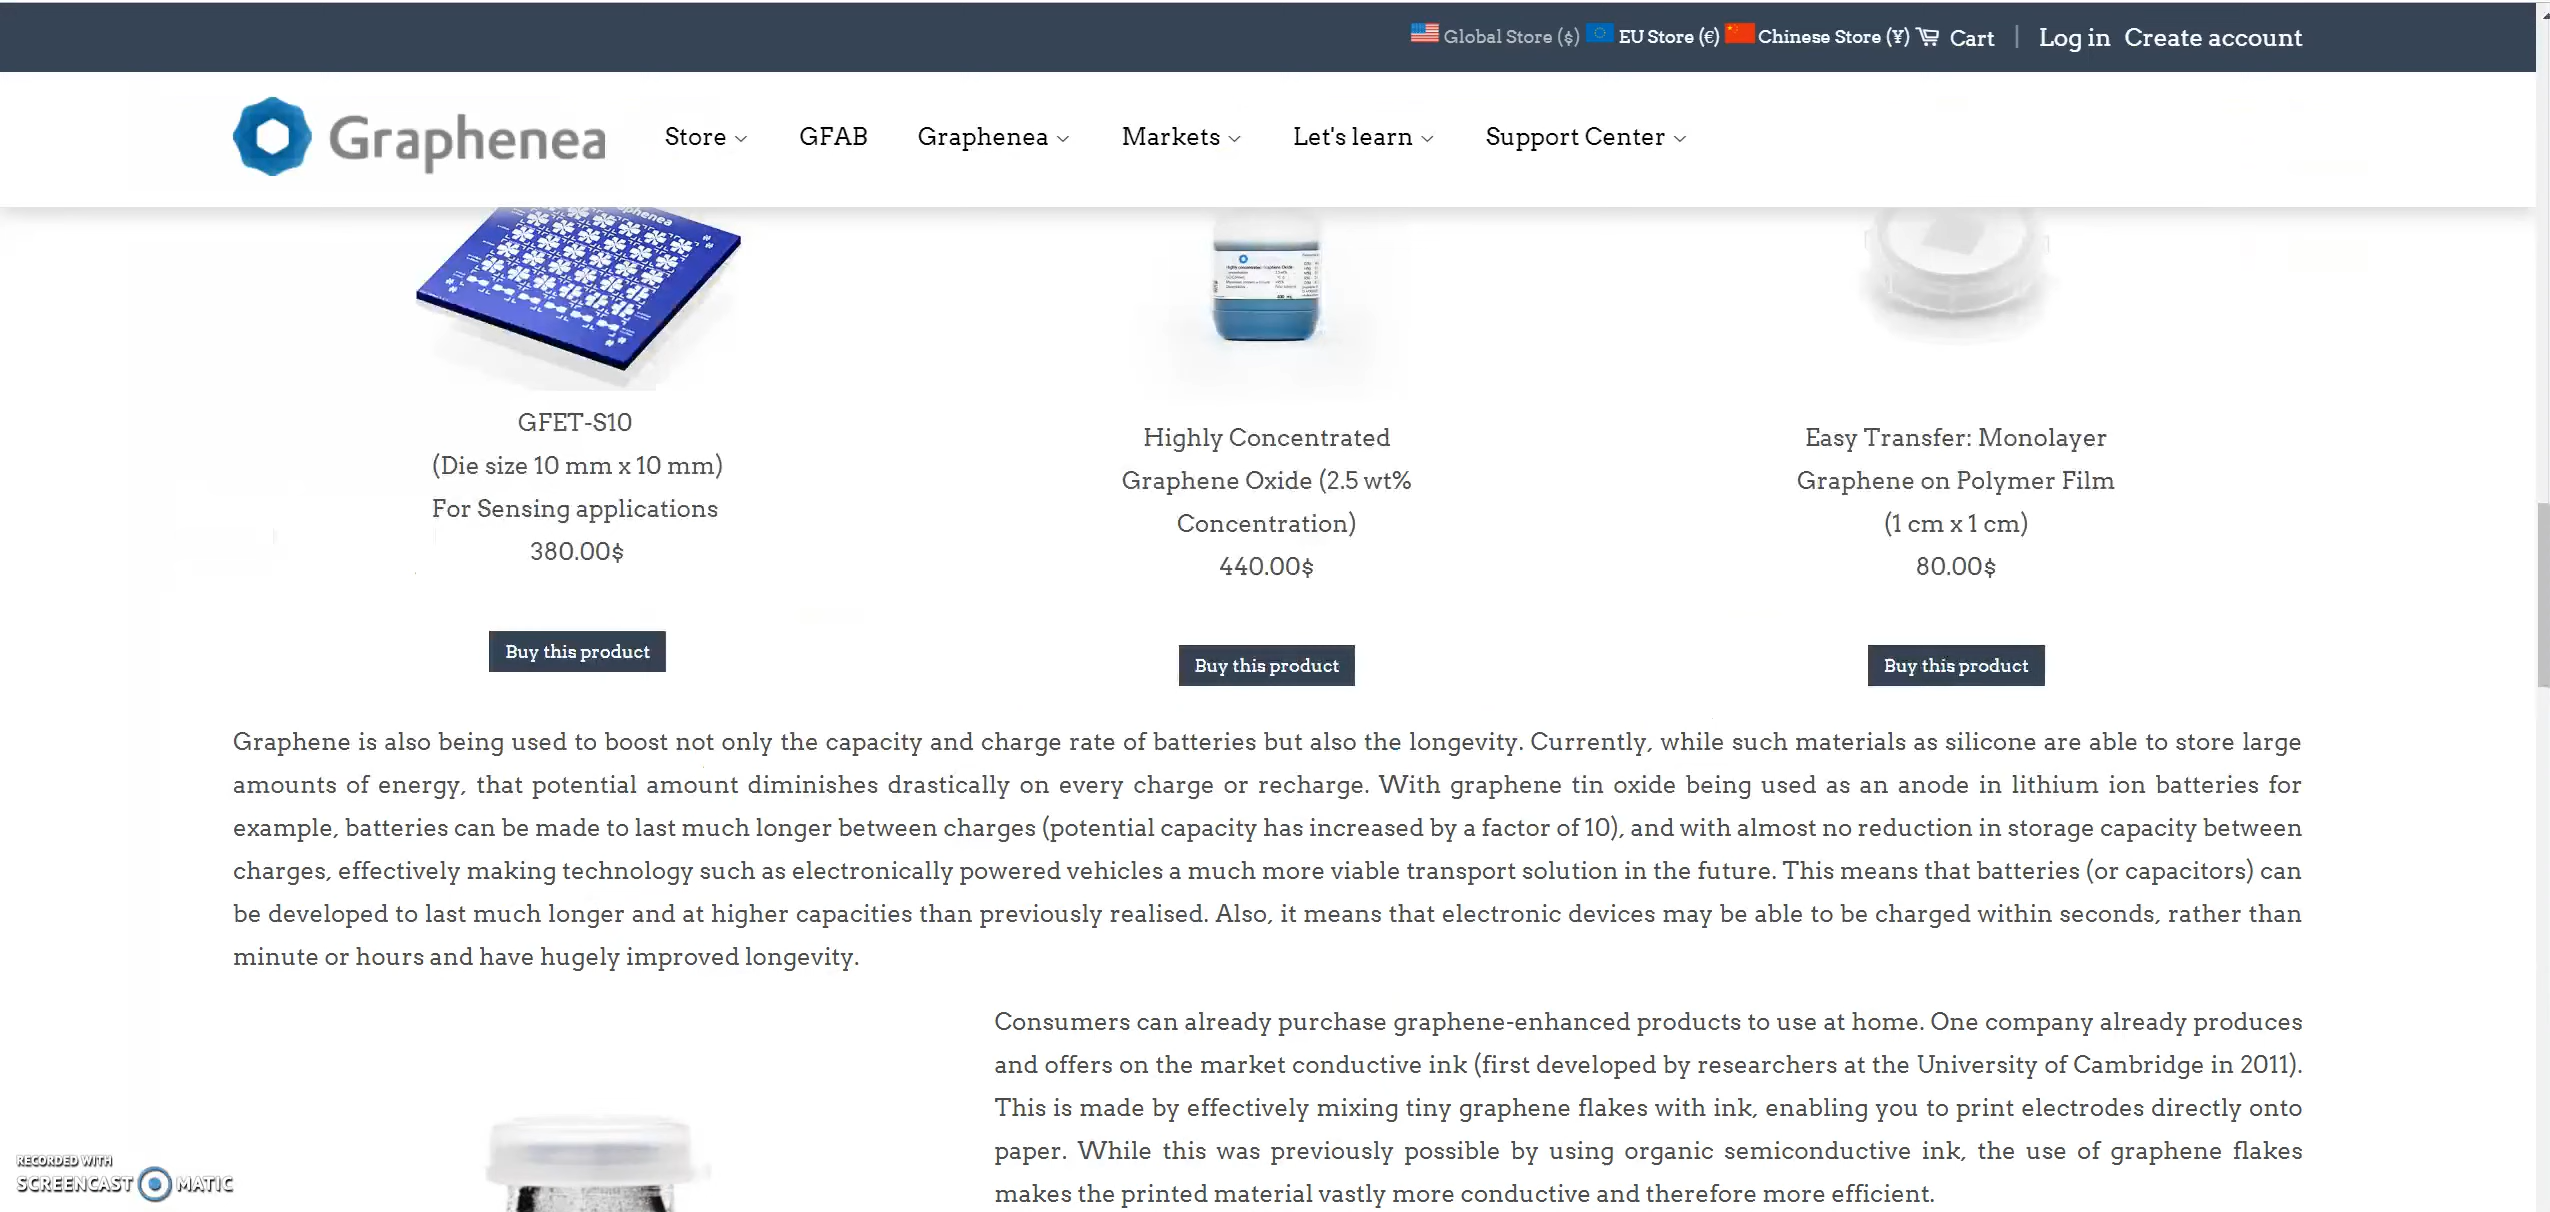 Global Store ($) EU Store (€) Chinese Store (¥) Cart | Log in Create account
Graphenea Store GFAB Graphenea Markets Let's learn Support Center
Highly concentrated Graphene Oxide
GFET-S10
(Die size 10 mm x 10 mm)
For Sensing applications
380.00$
Buy this product
Highly Concentrated
Graphene Oxide (2.5 wt%
Concentration)
440.00$
Buy this product
Easy Transfer: Monolayer
Graphene on Polymer Film
(1 cm x 1 cm)
80.00$
Buy this product
Graphene is also being used to boost not only the capacity and charge rate of batteries but also the longevity. Currently, while such materials as silicone are able to store large
amounts of energy, that potential amount diminishes drastically on every charge or recharge. With graphene tin oxide being used as an anode in lithium ion batteries for
example, batteries can be made to last much longer between charges (potential capacity has increased by a factor of 10), and with almost no reduction in storage capacity between
charges, effectively making technology such as electronically powered vehicles a much more viable transport solution in the future. This means that batteries (or capacitors) can
be developed to last much longer and at higher capacities than previously realised. Also, it means that electronic devices may be able to be charged within seconds, rather than
minute or hours and have hugely improved longevity.
Consumers can already purchase graphene-enhanced products to use at home. One company already produces
and offers on the market conductive ink (first developed by researchers at the University of Cambridge in 2011).
This is made by effectively mixing tiny graphene flakes with ink, enabling you to print electrodes directly onto
paper. While this was previously possible by using organic semiconductive ink, the use of graphene flakes
makes the printed material vastly more conductive and therefore more efficient.
RECORDED WITH
SCREENCAST MATIC